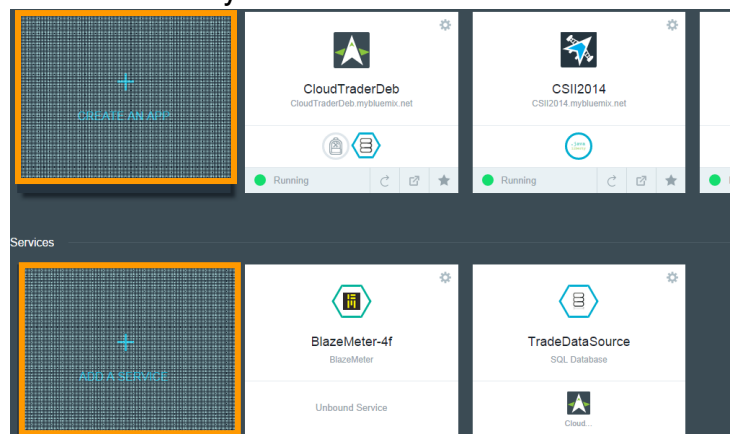 CREATE AN APP
CloudTraderDeb
CloudTraderDeb.mybluemix.net
Running
CSII2014
CSII2014.mybluemix.net
Running
Services
ADD A SERVICE
BlazeMeter-4f
BlazeMeter
Unbound Service
TradeDataSource
SQL Database
Cloud...